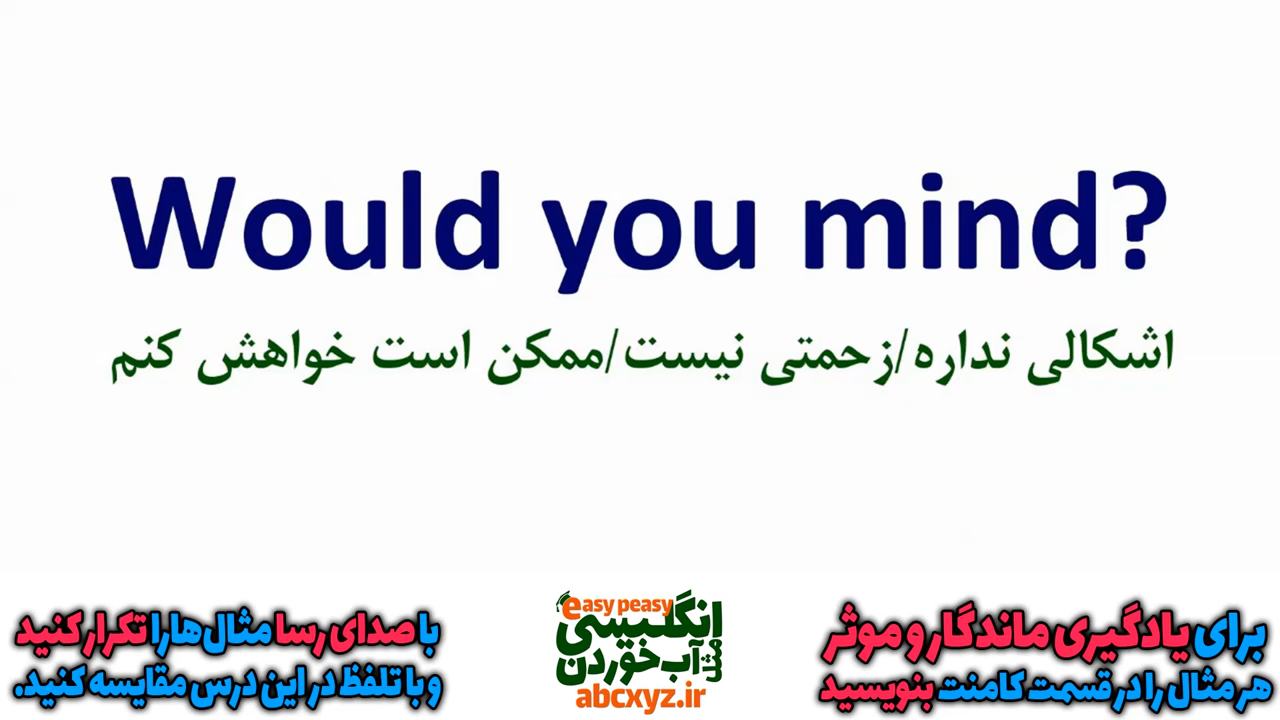 Would you mind?
اشکالی نداره/زحمتی نیست/ممکن است خواهش کنم
برای یادگیری ماندگار و موثر
هر مثال را در قسمت کامنت بنویسید
easy peasy
انگلیسی
مثل آب خوردن
abcxyz.ir
با صدای رسا مثال‌ها را تکرار کنید
و با تلفظ در این درس مقایسه کنید.